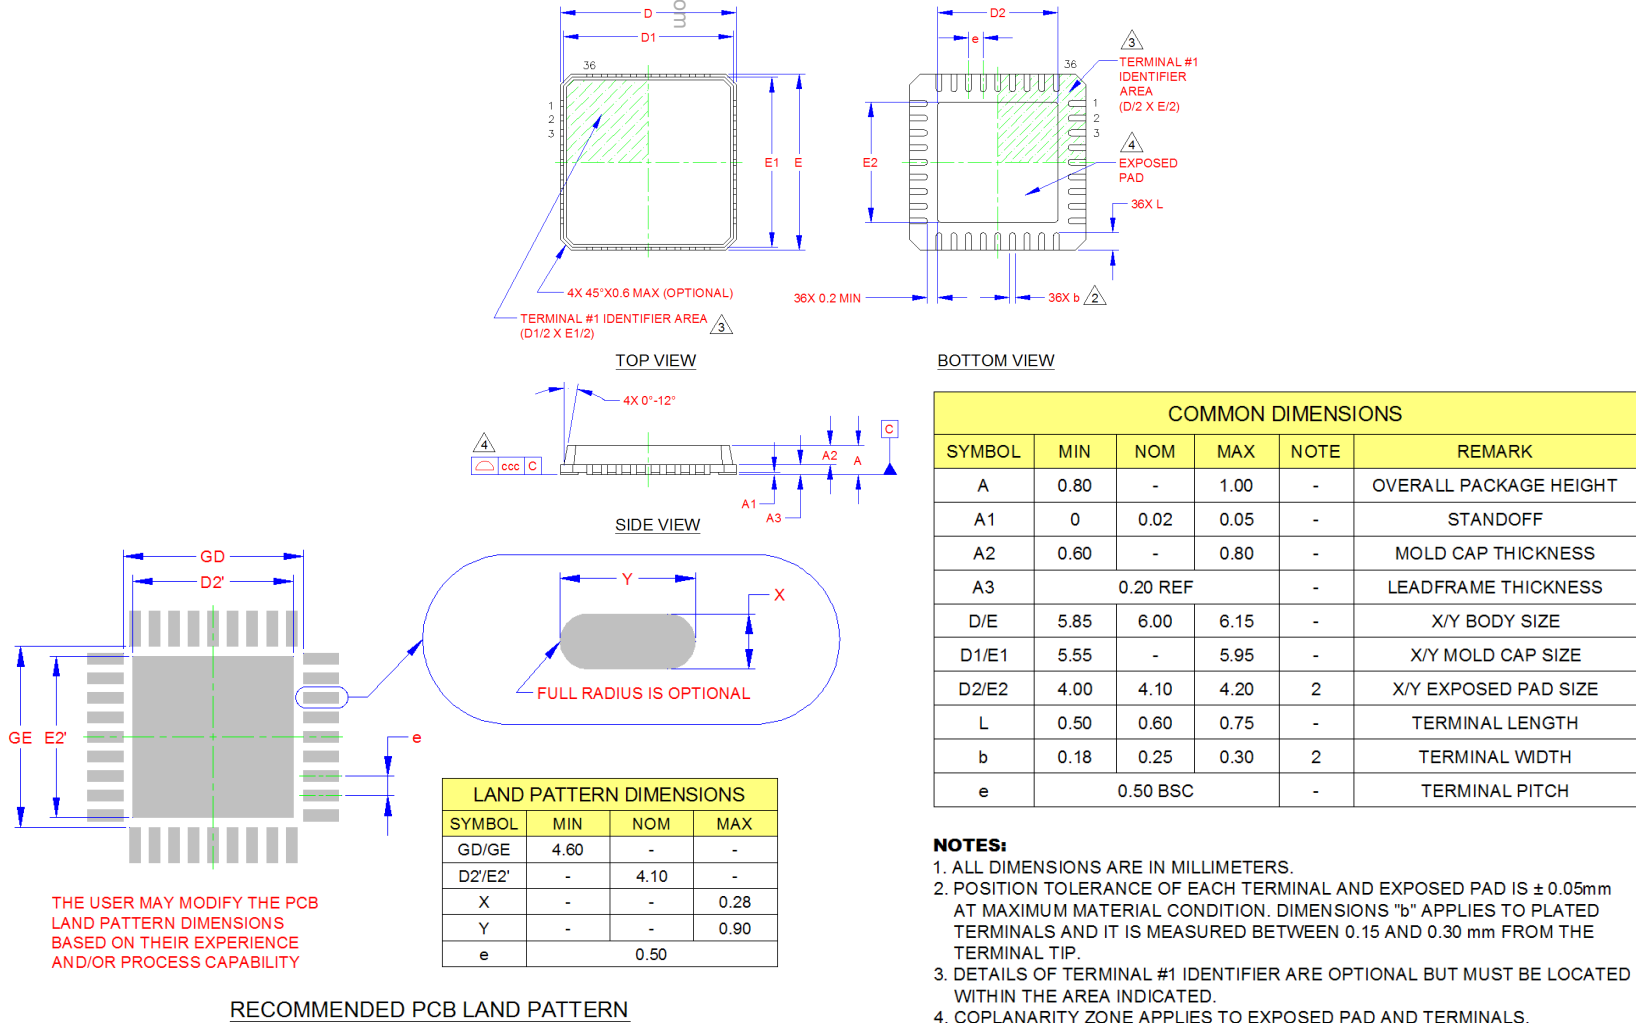 om
D
D1
36
1
2
3
E1
E
4X 45°X0.6 MAX (OPTIONAL)
TERMINAL #1 IDENTIFIER AREA
(D1/2 X E1/2)
3
TOP VIEW
D2
e
36
3
TERMINAL #1
IDENTIFIER
AREA
(D/2 X E/2)
1
2
3
E2
4
EXPOSED
PAD
36X L
36X 0.2 MIN
36X b
2
BOTTOM VIEW
4X 0°-12°
4
ccc C
A2
A
C
A1
A3
SIDE VIEW
GD
D2'
GE
E2'
e
Y
X
FULL RADIUS IS OPTIONAL
THE USER MAY MODIFY THE PCB
LAND PATTERN DIMENSIONS
BASED ON THEIR EXPERIENCE
AND/OR PROCESS CAPABILITY
LAND PATTERN DIMENSIONS
SYMBOL MIN NOM MAX
GD/GE 4.60 - -
D2'/E2' - 4.10 -
X - - 0.28
Y - - 0.90
e 0.50
RECOMMENDED PCB LAND PATTERN
COMMON DIMENSIONS
SYMBOL MIN NOM MAX NOTE REMARK
A 0.80 - 1.00 - OVERALL PACKAGE HEIGHT
A1 0 0.02 0.05 - STANDOFF
A2 0.60 - 0.80 - MOLD CAP THICKNESS
A3 0.20 REF - LEADFRAME THICKNESS
D/E 5.85 6.00 6.15 - X/Y BODY SIZE
D1/E1 5.55 - 5.95 - X/Y MOLD CAP SIZE
D2/E2 4.00 4.10 4.20 2 X/Y EXPOSED PAD SIZE
L 0.50 0.60 0.75 - TERMINAL LENGTH
b 0.18 0.25 0.30 2 TERMINAL WIDTH
e 0.50 BSC - TERMINAL PITCH
NOTES:
1. ALL DIMENSIONS ARE IN MILLIMETERS.
2. POSITION TOLERANCE OF EACH TERMINAL AND EXPOSED PAD IS ± 0.05mm
AT MAXIMUM MATERIAL CONDITION. DIMENSIONS "b" APPLIES TO PLATED
TERMINALS AND IT IS MEASURED BETWEEN 0.15 AND 0.30 mm FROM THE
TERMINAL TIP.
3. DETAILS OF TERMINAL #1 IDENTIFIER ARE OPTIONAL BUT MUST BE LOCATED
WITHIN THE AREA INDICATED.
4. COPLANARITY ZONE APPLIES TO EXPOSED PAD AND TERMINALS.